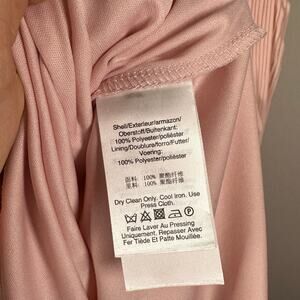 Shell/Exterieur/armazon/
Oberstoff/Buitenkant:
100% Polyester/poliéster
Lining/Doublure/forro/Futter/
Voering:
100% Polyester/poliéster
面料: 100% 聚酯纤维
里料: 100% 聚酯纤维
Dry Clean Only. Cool Iron. Use
Press Cloth.
Faire Laver Au Pressing
Uniquement. Repasser Avec
Fer Tiède Et Patte Mouillée.